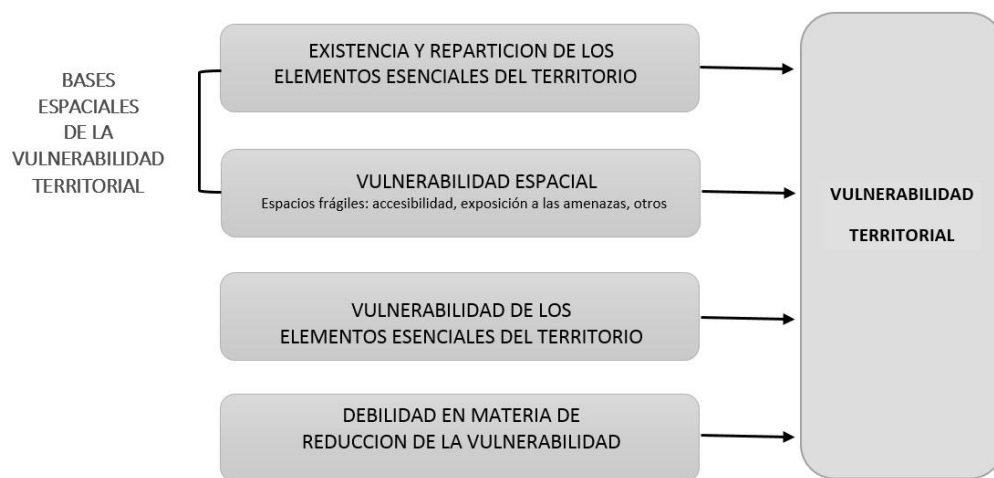 BASES
ESPACIALES
DE LA
VULNERABILIDAD
TERRITORIAL
EXISTENCIA Y REPARTICION DE LOS
ELEMENTOS ESENCIALES DEL TERRITORIO
VULNERABILIDAD ESPACIAL
Espacios frágiles: accesibilidad, exposición a las amenazas, otros
VULNERABILIDAD DE LOS
ELEMENTOS ESENCIALES DEL TERRITORIO
DEBILIDAD EN MATERIA DE
REDUCCION DE LA VULNERABILIDAD
VULNERABILIDAD
TERRITORIAL